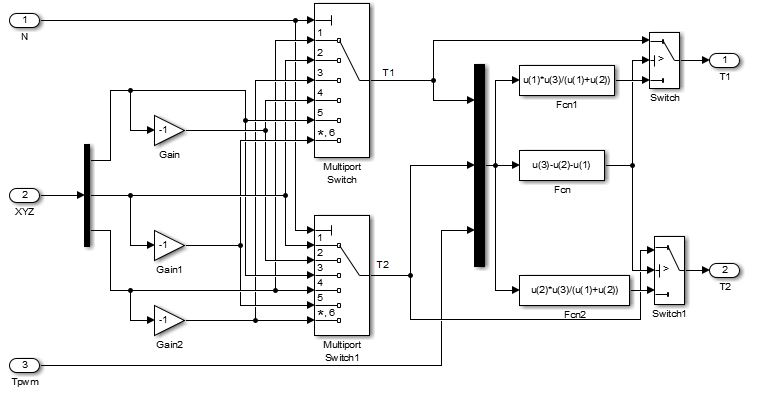 1
N
2
XYZ
3
Tpwm
-1
Gain
-1
Gain1
-1
Gain2
1
2
3
4
5
*, 6
Multiport
Switch
T1
1
2
3
4
5
*, 6
Multiport
Switch1
T2
u(1)*u(3)/(u(1)+u(2))
Fcn1
u(3)-u(2)-u(1)
Fcn
u(2)*u(3)/(u(1)+u(2))
Fcn2
>
Switch
>
Switch1
1
T1
2
T2